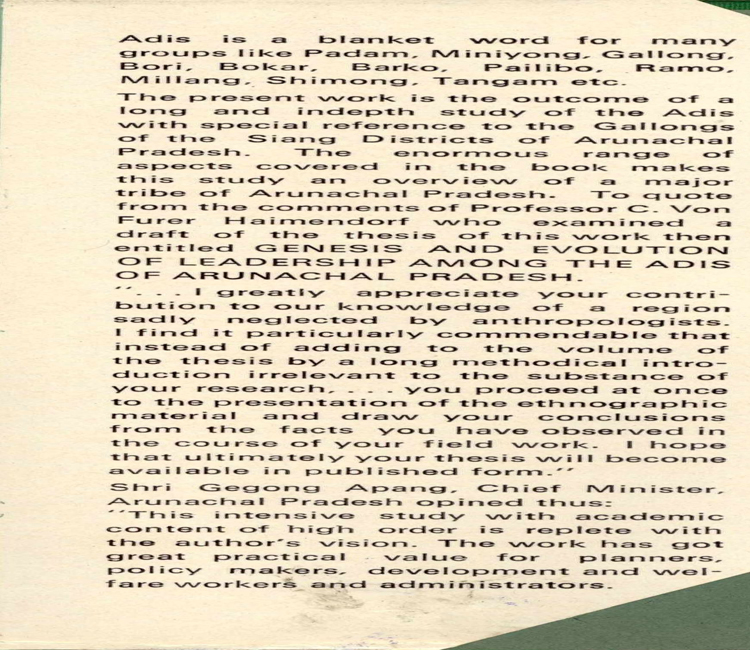 Adis is a blanket word for many
groups like Padam, Miniyong, Gallong,
Bori, Bokar, Barko, Pailibo, Ramo,
Millang, Shimong, Tangam etc.
The present work is the outcome of a
long and indepth study of the Adis
with special reference to the Gallongs
of the Siang Districts of Arunachal
Pradesh. The enormous range of
aspects covered in the book makes
this study an overview of a major
tribe of Arunachal Pradesh. To quote
from the comments of Professor C. Von
Furer Haimendorf who examined a
draft of the thesis of this work then
entitled GENESIS AND EVOLUTION
OF LEADERSHIP AMONG THE ADIS
OF ARUNACHAL PRADESH.
“. . . I greatly appreciate your contri-
bution to our knowledge of a region
sadly neglected by anthropologists.
I find it particularly commendable that
instead of adding to the volume of
the thesis by a long methodical intro-
duction irrelevant to the substance of
your research, . . . you proceed at once
to the presentation of the ethnographic
material and draw your conclusions
from the facts you have observed in
the course of your field work. I hope
that ultimately your thesis will become
available in published form.”
Shri Gegong Apang, Chief Minister,
Arunachal Pradesh opined thus:
“This intensive study with academic
content of high order is replete with
the author's vision. The work has got
great practical value for planners,
policy makers, development and wel-
fare workers and administrators.